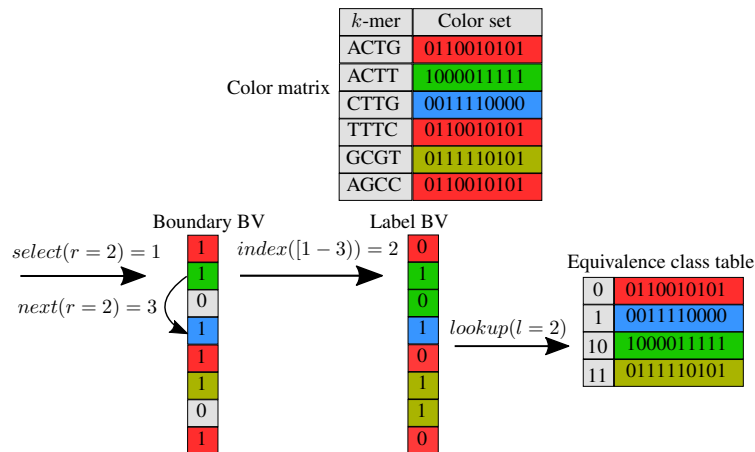 k-mer Color set
ACTG 0110010101
ACTT 1000011111
Color matrix
CTTG 0011110000
TTTC 0110010101
GCGT 0111110101
AGCC 0110010101
Boundary BV
Label BV
select(r = 2) = 1
index([1 − 3)) = 2
next(r = 2) = 3
1
1
0
1
1
1
0
1
0
1
0
1
0
1
1
0
lookup(l = 2)
Equivalence class table
0 0110010101
1 0011110000
10 1000011111
11 0111110101